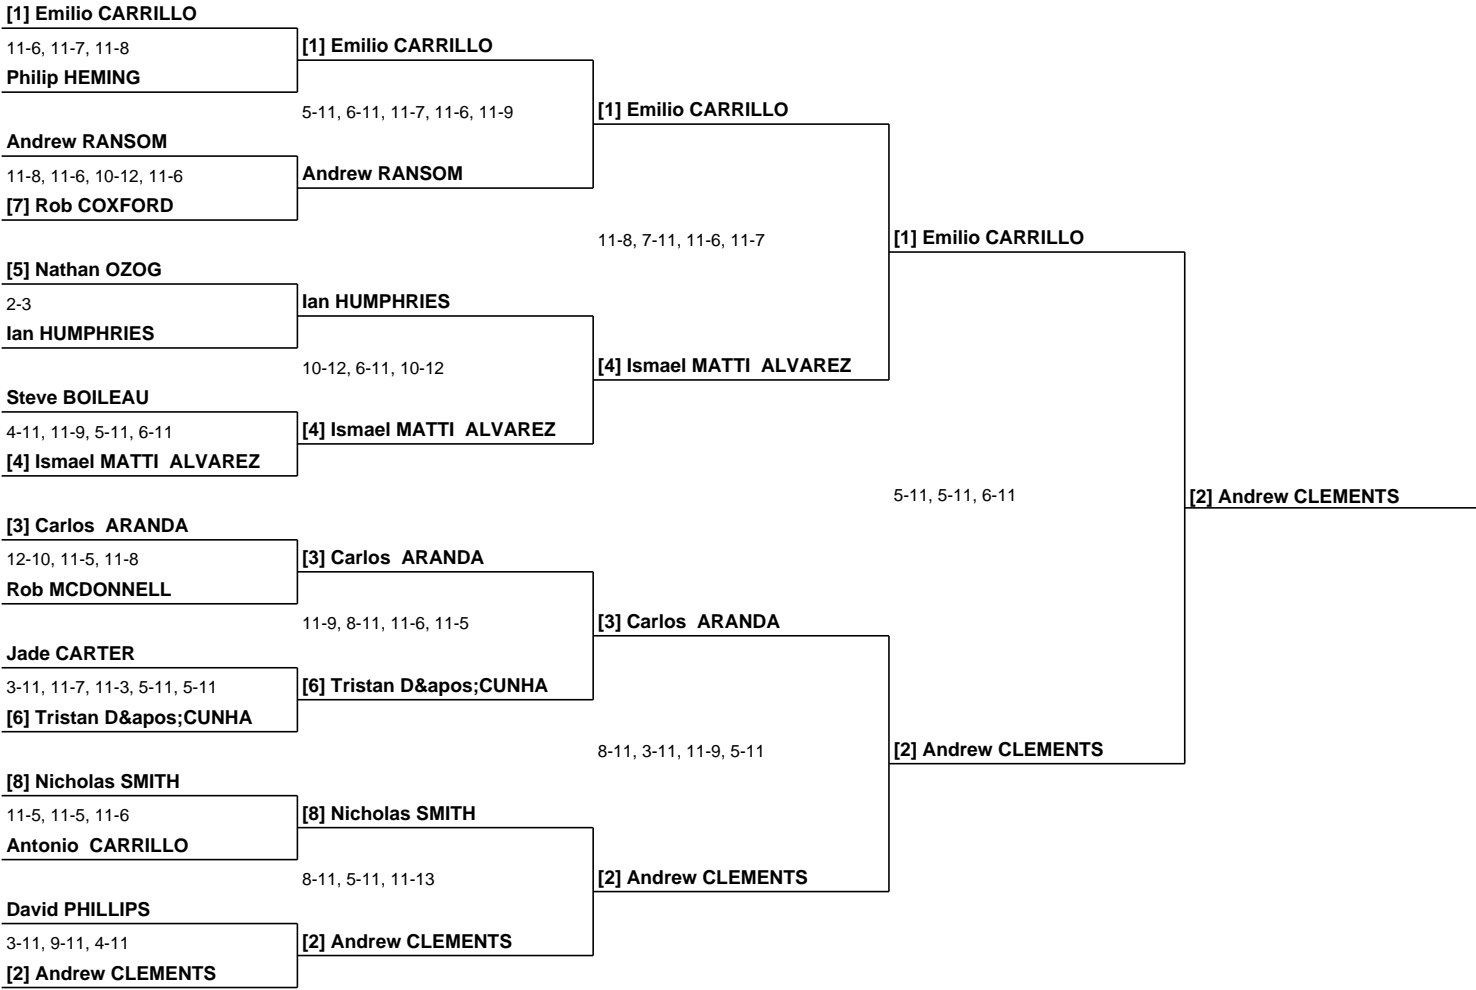 [1] Emilio CARRILLO
11-6, 11-7, 11-8
Philip HEMING
Andrew RANSOM
11-8, 11-6, 10-12, 11-6
[7] Rob COXFORD
[5] Nathan OZOG
2-3
Ian HUMPHRIES
Steve BOILEAU
4-11, 11-9, 5-11, 6-11
[4] Ismael MATTI  ALVAREZ
[3] Carlos  ARANDA
12-10, 11-5, 11-8
Rob MCDONNELL
Jade CARTER
3-11, 11-7, 11-3, 5-11, 5-11
[6] Tristan D&apos;CUNHA
[8] Nicholas SMITH
11-5, 11-5, 11-6
Antonio  CARRILLO
David PHILLIPS
3-11, 9-11, 4-11
[2] Andrew CLEMENTS
[1] Emilio CARRILLO
5-11, 6-11, 11-7, 11-6, 11-9
Andrew RANSOM
Ian HUMPHRIES
10-12, 6-11, 10-12
[4] Ismael MATTI  ALVAREZ
[3] Carlos  ARANDA
11-9, 8-11, 11-6, 11-5
[6] Tristan D&apos;CUNHA
[8] Nicholas SMITH
8-11, 5-11, 11-13
[2] Andrew CLEMENTS
[1] Emilio CARRILLO
11-8, 7-11, 11-6, 11-7
[4] Ismael MATTI  ALVAREZ
[3] Carlos  ARANDA
8-11, 3-11, 11-9, 5-11
[2] Andrew CLEMENTS
[1] Emilio CARRILLO
5-11, 5-11, 6-11
[2] Andrew CLEMENTS
[2] Andrew CLEMENTS